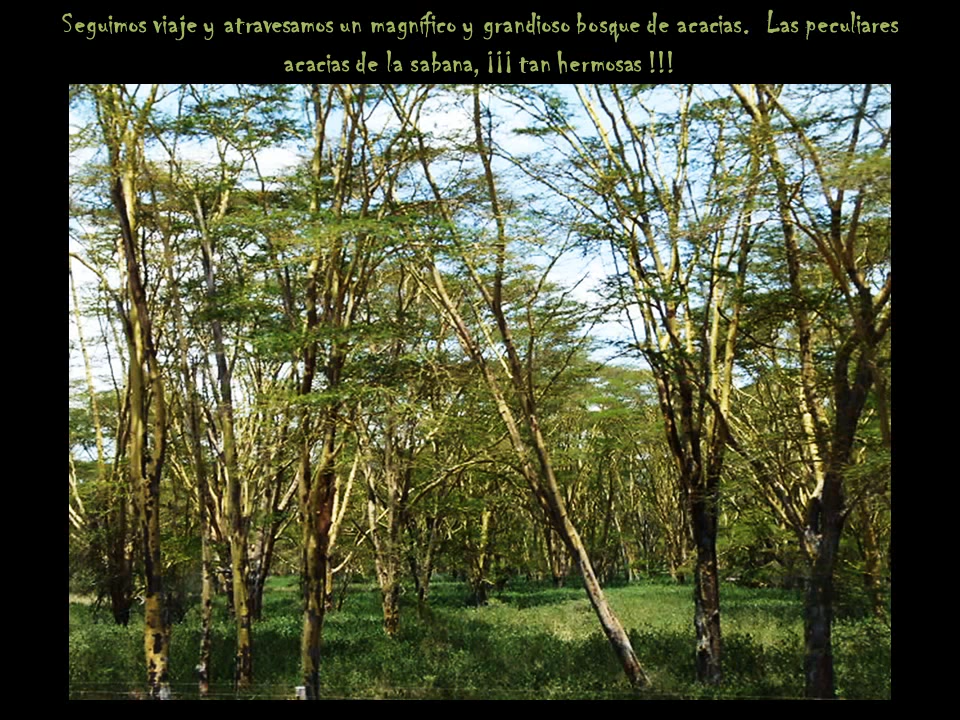 Seguimos viaje y atravesamos un magnífico y grandioso bosque de acacias.  Las peculiares
acacias de la sabana, ¡¡¡ tan hermosas !!!